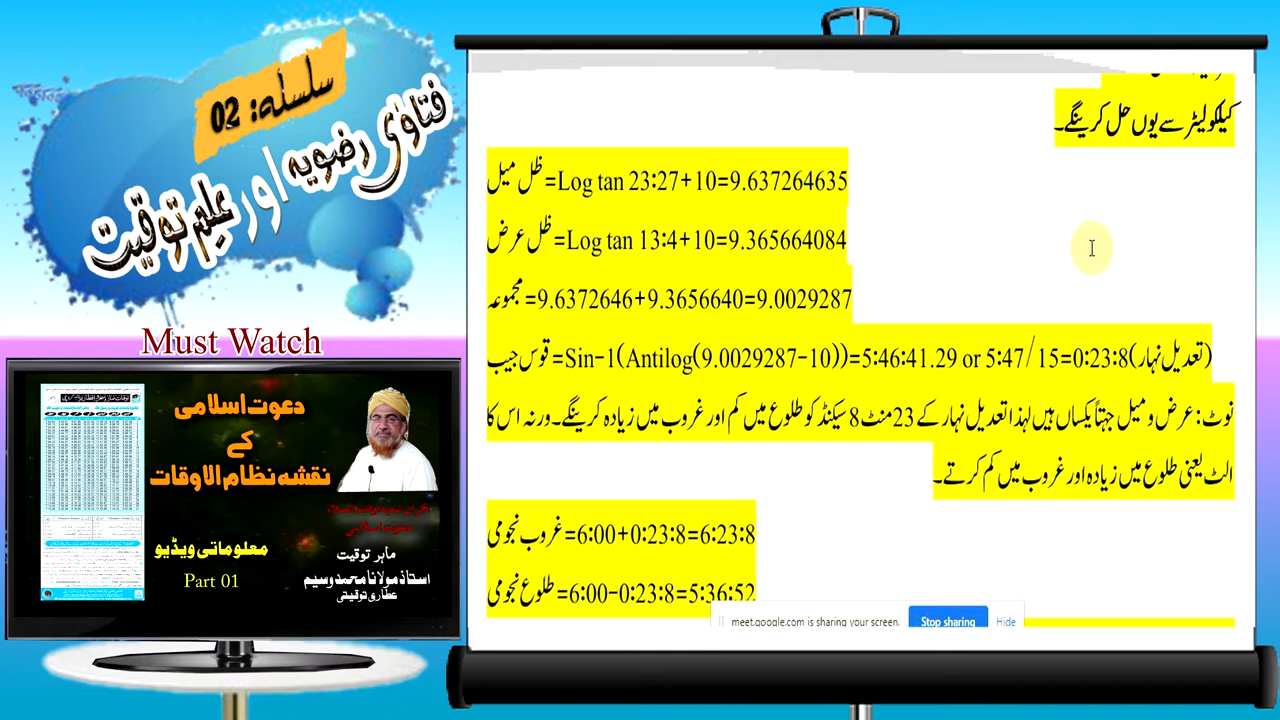 سلسلہ: 02
فتاوٰی رضویہ اور علمِ توقیت
Must Watch
دعوت اسلامی
کے
نقشہ نظام الاوقات
دعوت اسلامی
معلوماتی ویڈیو
Part 01
ماہر توقیت
استاذ مولانا محمد وسیم
عطاری توقیتی
کیلکولیٹر سے یوں حل کرینگے۔
ظل میل=Log tan 23:27+10=9.637264635
ظل عرض=Log tan 13:4+10=9.365664084
مجموعہ=9.6372646+9.3656640=9.0029287
قوس جیب=Sin-1(Antilog(9.0029287-10))=5:46:41.29 or 5:47/15=0:23:8(تعدیل نہار)
نوٹ: عرض و میل جہتاً یکساں ہیں لہذا تعدیل نہار کے 23 منٹ 8 سیکنڈ کو طلوع میں کم اور غروب میں زیادہ کرینگے۔ ورنہ اس کا
الٹ یعنی طلوع میں زیادہ اور غروب میں کم کرتے۔
غروب نجومی=6:00+0:23:8=6:23:8
طلوع نجومی=6:00-0:23:8=5:36:52
meet.google.com is sharing your screen.
Stop sharing
Hide